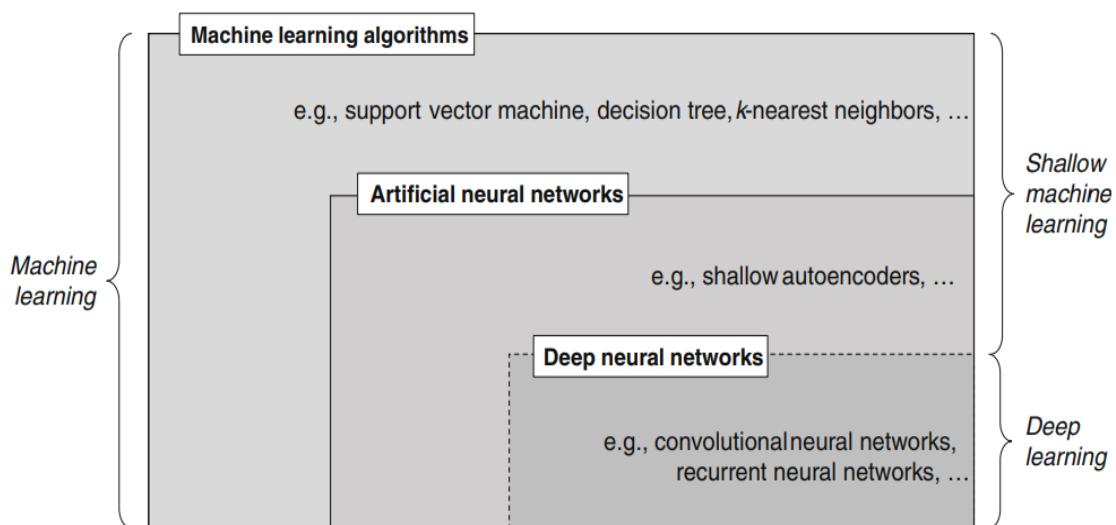 Machine learning algorithms
e.g., support vector machine, decision tree, k-nearest neighbors, …
Shallow
machine
learning
Artificial neural networks
Machine
learning
e.g., shallow autoencoders, …
Deep neural networks
e.g., convolutional neural networks,
recurrent neural networks, …
Deep
learning